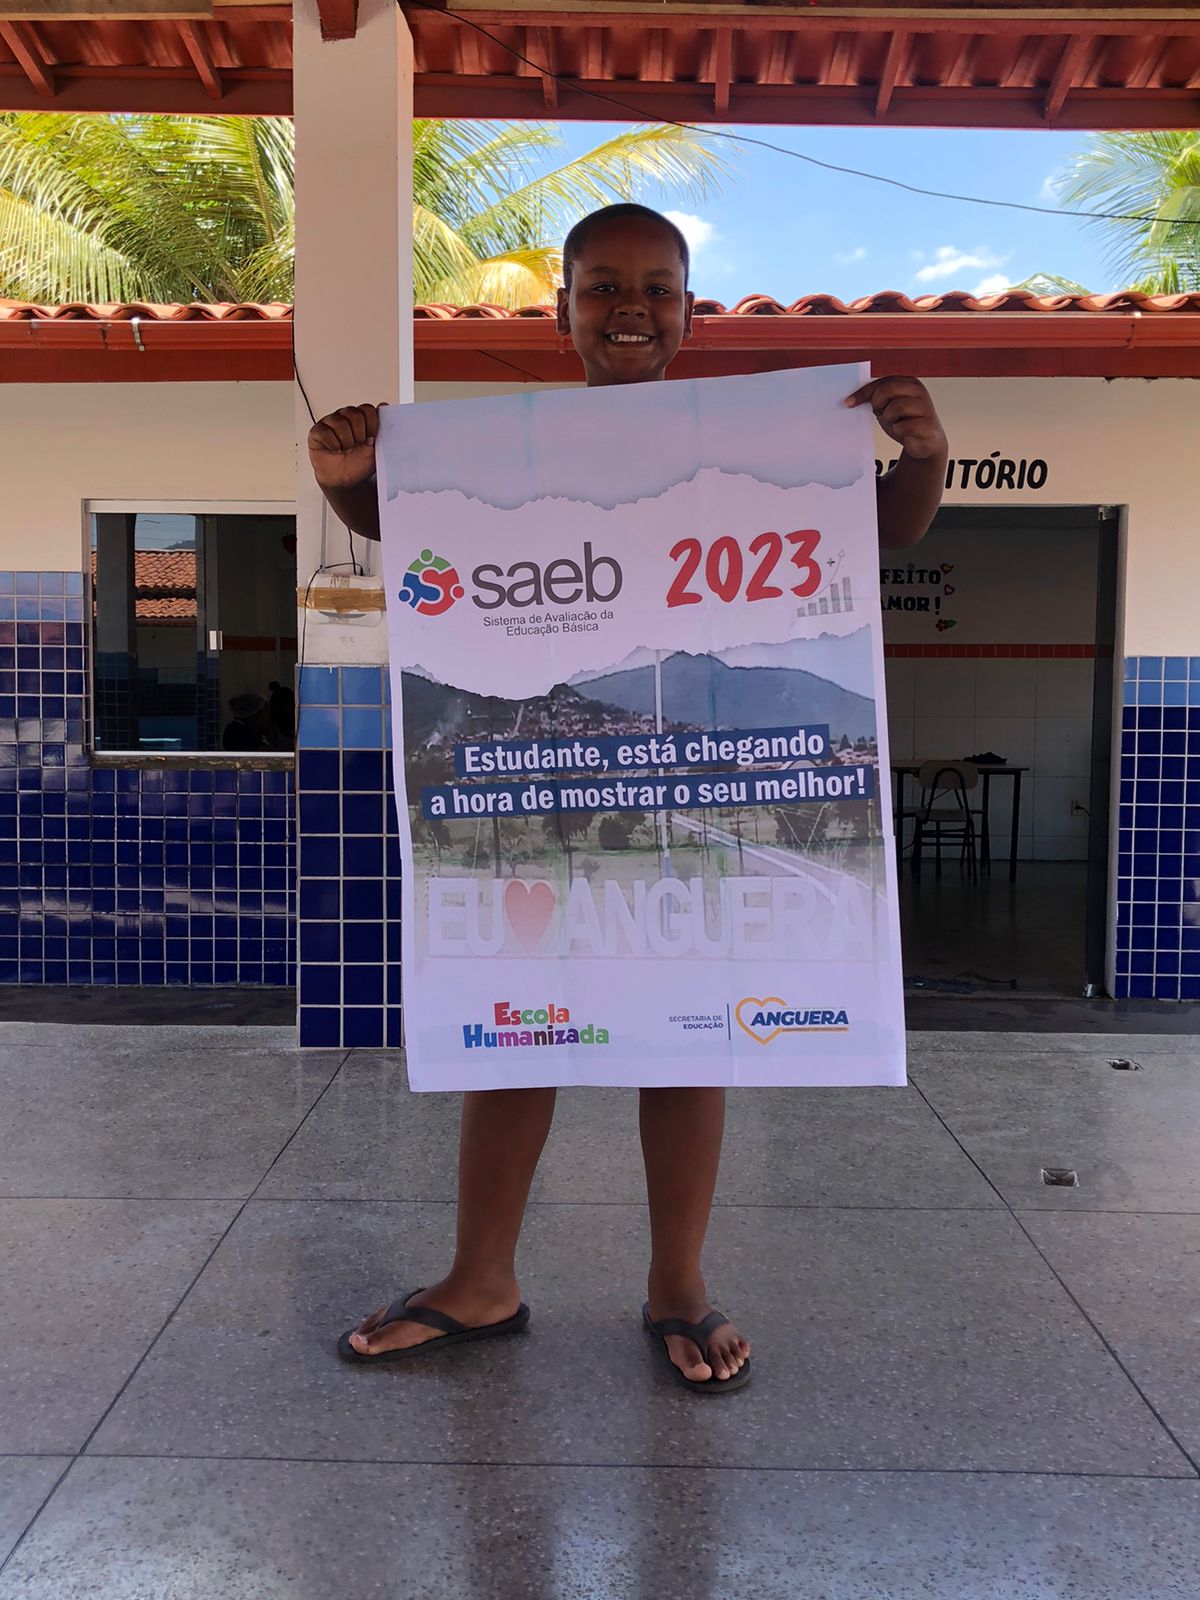 ITÓRIO
FEITO
AMOR!
saeb
Sistema de Avaliação da
Educação Básica
2023
Estudante, está chegando
a hora de mostrar o seu melhor!
EU ANGUERA
Escola
Humanizada
SECRETARIA DE
EDUCAÇÃO
ANGUERA